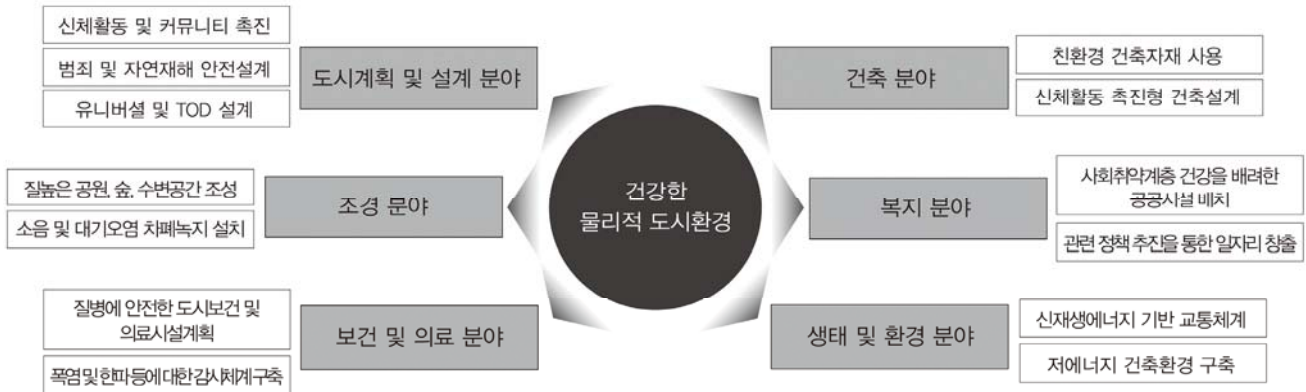 신체활동 및 커뮤니티 촉진
범죄 및 자연재해 안전설계
유니버셜 및 TOD 설계
도시계획 및 설계 분야
건축 분야
친환경 건축자재 사용
신체활동 촉진형 건축설계
질높은 공원, 숲, 수변공간 조성
소음 및 대기오염 차폐녹지 설치
조경 분야
건강한
물리적 도시환경
복지 분야
사회취약계층 건강을 배려한
공공시설 배치
관련 정책 추진을 통한 일자리 창출
질병에 안전한 도시보건 및
의료시설계획
폭염 및 한파 등에 대한 감시체계 구축
보건 및 의료 분야
생태 및 환경 분야
신재생에너지 기반 교통체계
저에너지 건축환경 구축